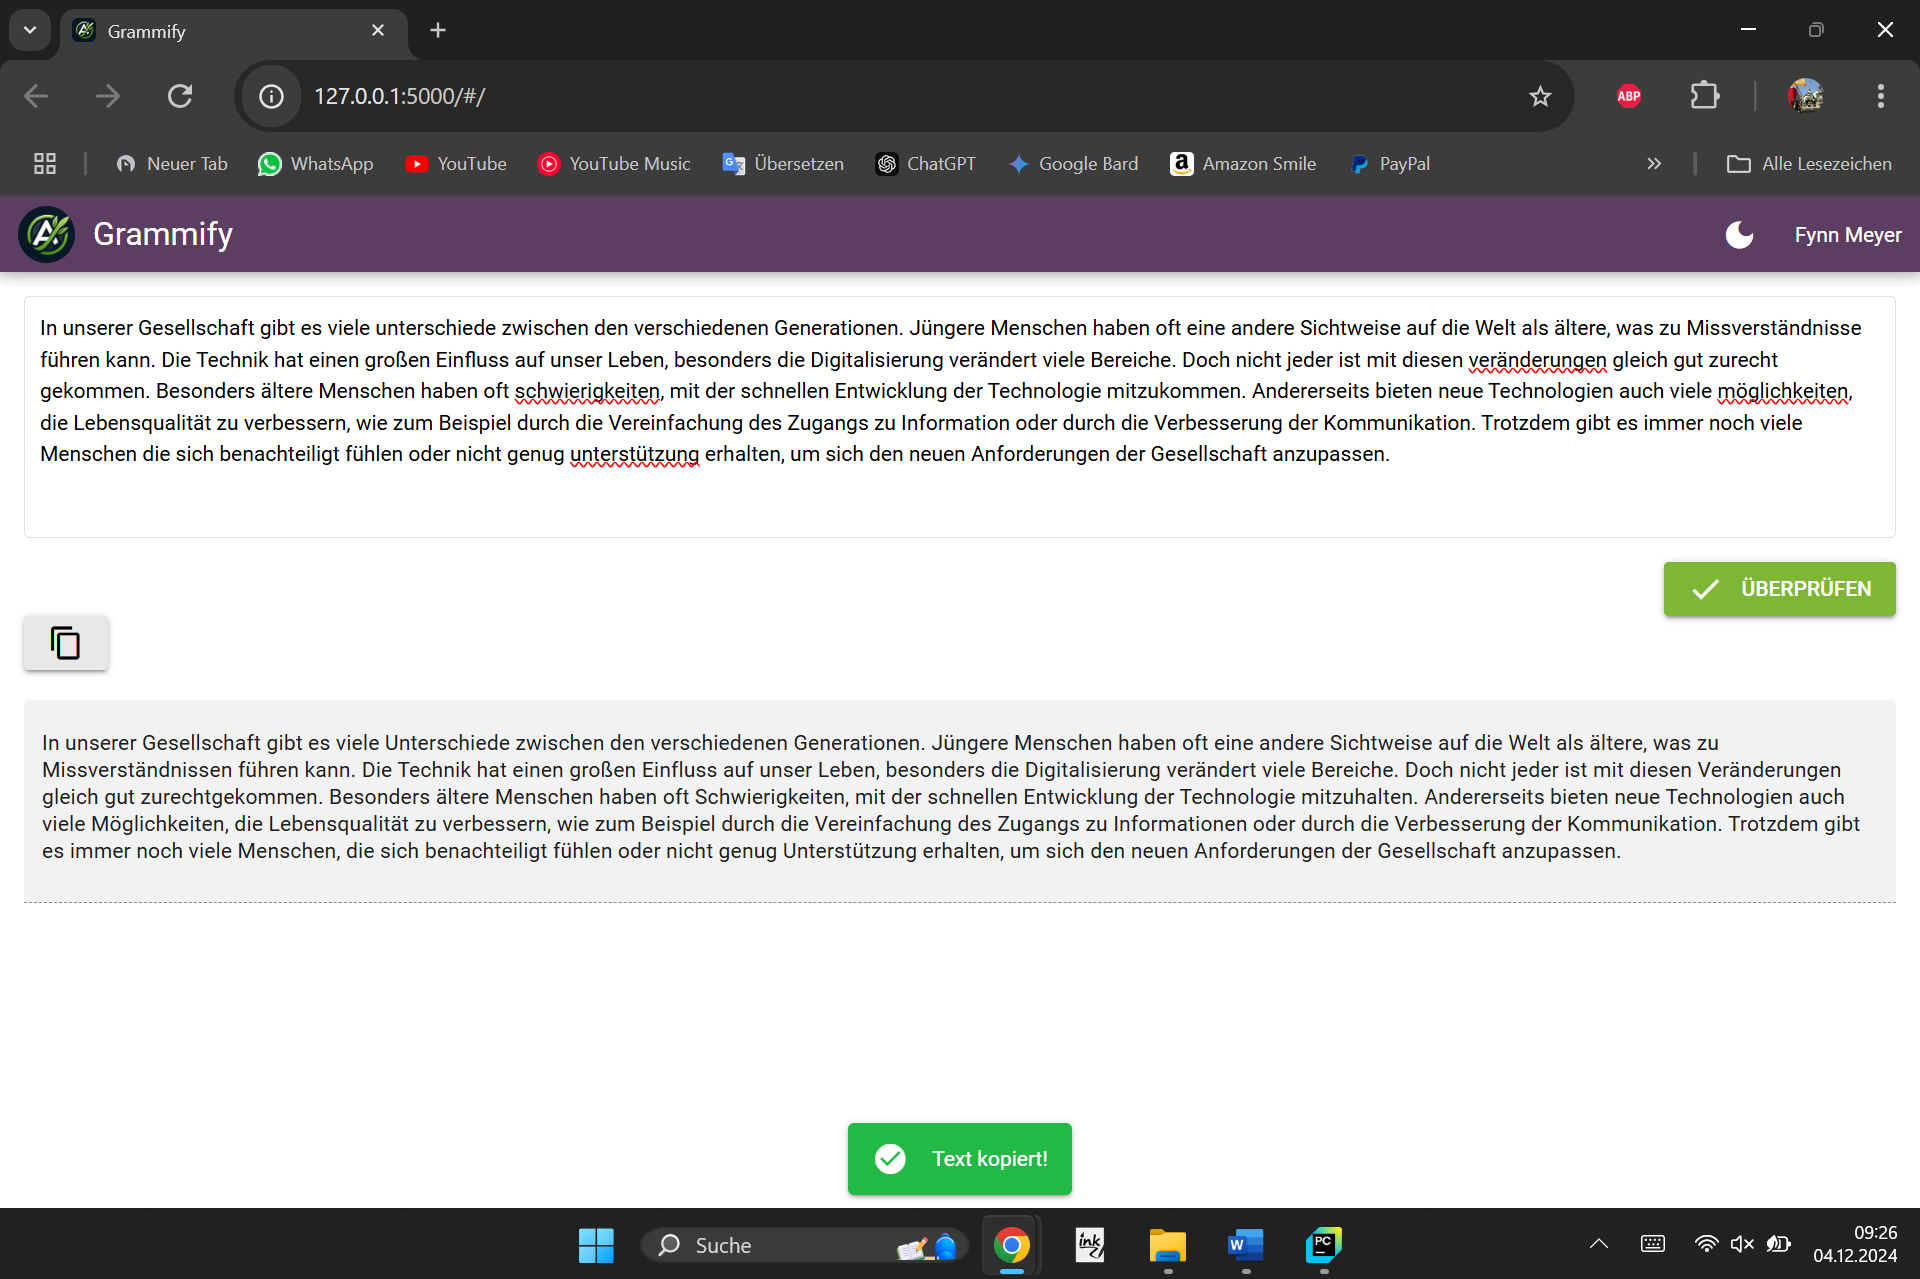 Grammify
127.0.0.1:5000/#/
ABP
Neuer Tab WhatsApp YouTube YouTube Music Übersetzen ChatGPT Google Bard Amazon Smile PayPal Alle Lesezeichen
Grammify Fynn Meyer
In unserer Gesellschaft gibt es viele unterschiede zwischen den verschiedenen Generationen. Jüngere Menschen haben oft eine andere Sichtweise auf die Welt als ältere, was zu Missverständnisse
führen kann. Die Technik hat einen großen Einfluss auf unser Leben, besonders die Digitalisierung verändert viele Bereiche. Doch nicht jeder ist mit diesen veränderungen gleich gut zurecht
gekommen. Besonders ältere Menschen haben oft schwierigkeiten, mit der schnellen Entwicklung der Technologie mitzukommen. Andererseits bieten neue Technologien auch viele möglichkeiten,
die Lebensqualität zu verbessern, wie zum Beispiel durch die Vereinfachung des Zugangs zu Information oder durch die Verbesserung der Kommunikation. Trotzdem gibt es immer noch viele
Menschen die sich benachteiligt fühlen oder nicht genug unterstützung erhalten, um sich den neuen Anforderungen der Gesellschaft anzupassen.
ÜBERPRÜFEN
In unserer Gesellschaft gibt es viele Unterschiede zwischen den verschiedenen Generationen. Jüngere Menschen haben oft eine andere Sichtweise auf die Welt als ältere, was zu
Missverständnissen führen kann. Die Technik hat einen großen Einfluss auf unser Leben, besonders die Digitalisierung verändert viele Bereiche. Doch nicht jeder ist mit diesen Veränderungen
gleich gut zurechtgekommen. Besonders ältere Menschen haben oft Schwierigkeiten, mit der schnellen Entwicklung der Technologie mitzuhalten. Andererseits bieten neue Technologien auch
viele Möglichkeiten, die Lebensqualität zu verbessern, wie zum Beispiel durch die Vereinfachung des Zugangs zu Informationen oder durch die Verbesserung der Kommunikation. Trotzdem gibt
es immer noch viele Menschen, die sich benachteiligt fühlen oder nicht genug Unterstützung erhalten, um sich den neuen Anforderungen der Gesellschaft anzupassen.
Text kopiert!
Suche
ink
W
PC
09:26
04.12.2024